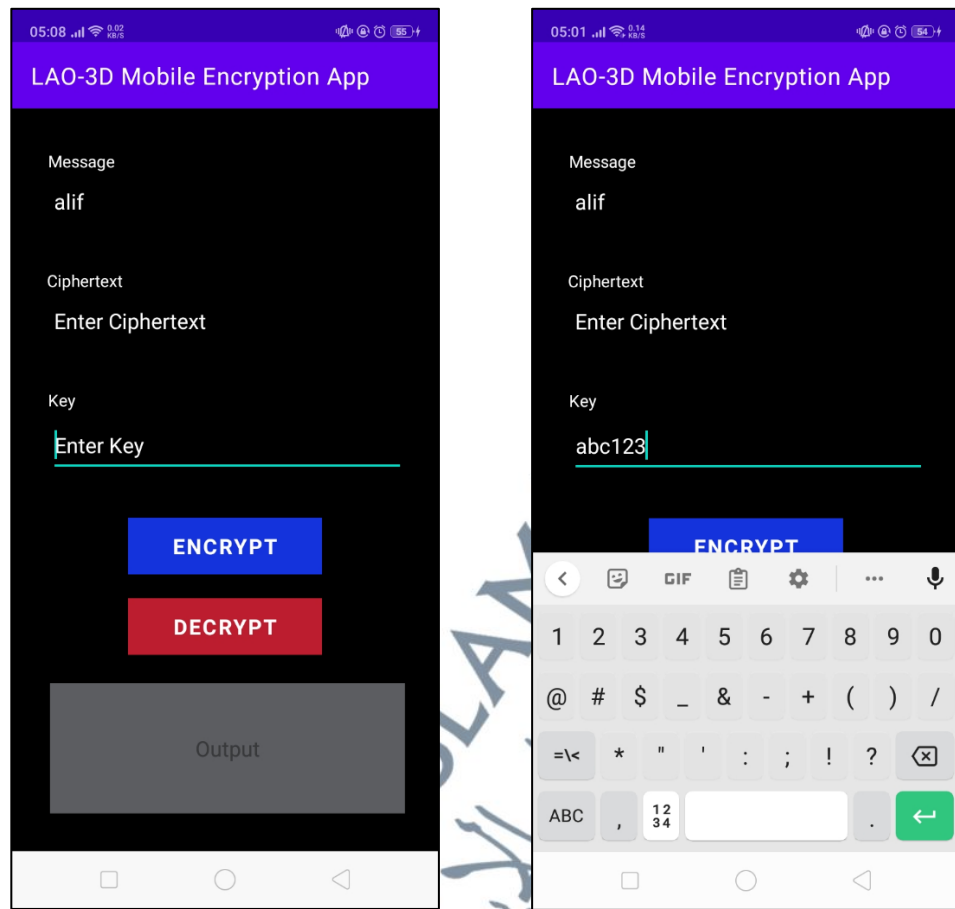 05:08 0.02 KB/S 55
LAO-3D Mobile Encryption App
Message
alif
Ciphertext
Enter Ciphertext
Key
Enter Key
ENCRYPT
DECRYPT
Output
05:01 0.14 KB/S 54
LAO-3D Mobile Encryption App
Message
alif
Ciphertext
Enter Ciphertext
Key
abc123
ENCRYPT
GIF
1 2 3 4 5 6 7 8 9 0
@ # $ _ & - + ( ) /
=\< * " ' : ; ! ?
ABC , 12 34 .